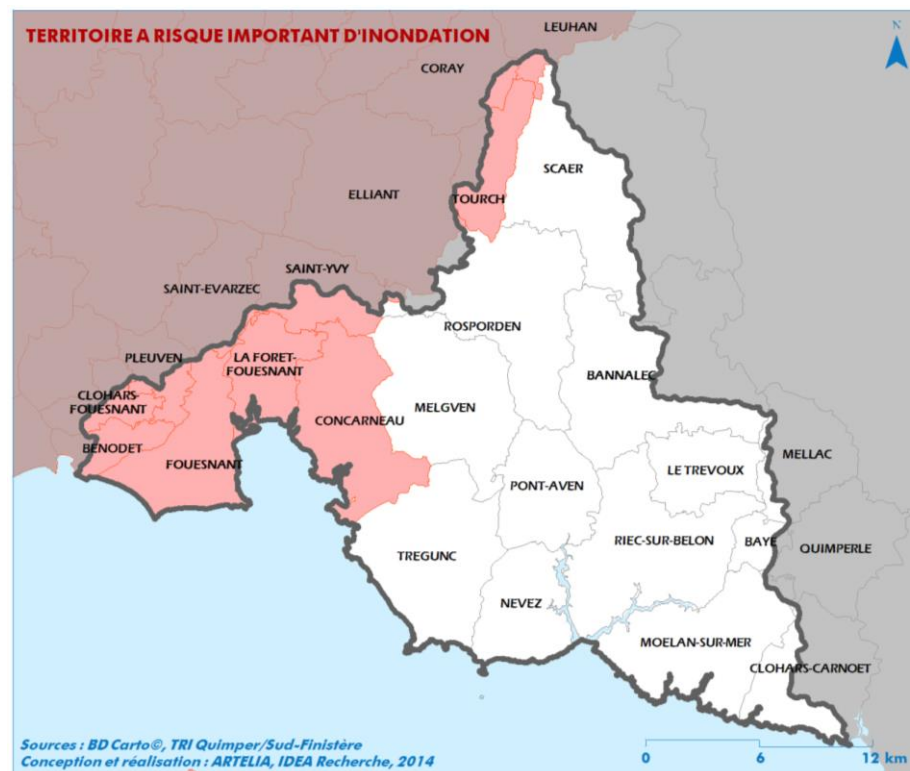 TERRITOIRE A RISQUE IMPORTANT D'INONDATION
LEUHAN
N
CORAY
SCAER
ELLIANT
TOURCH
SAINT-YVY
SAINT-EVARZEC
ROSPORDEN
PLEUVEN
LA FORET-
FOUESNANT
BANNALEC
CLOHARS-
FOUESNANT
MELGVEN
CONCARNEAU
BENODET
FOUESNANT
LE TREVOUX
MELLAC
PONT-AVEN
RIEC-SUR-BELON
BAYE
QUIMPERLE
TREGUNC
NEVEZ
MOELAN-SUR-MER
CLOHARS-CARNOET
Sources : BD Carto©, TRI Quimper/Sud-Finistère
Conception et réalisation : ARTELIA, IDEA Recherche, 2014
0 6 12 km